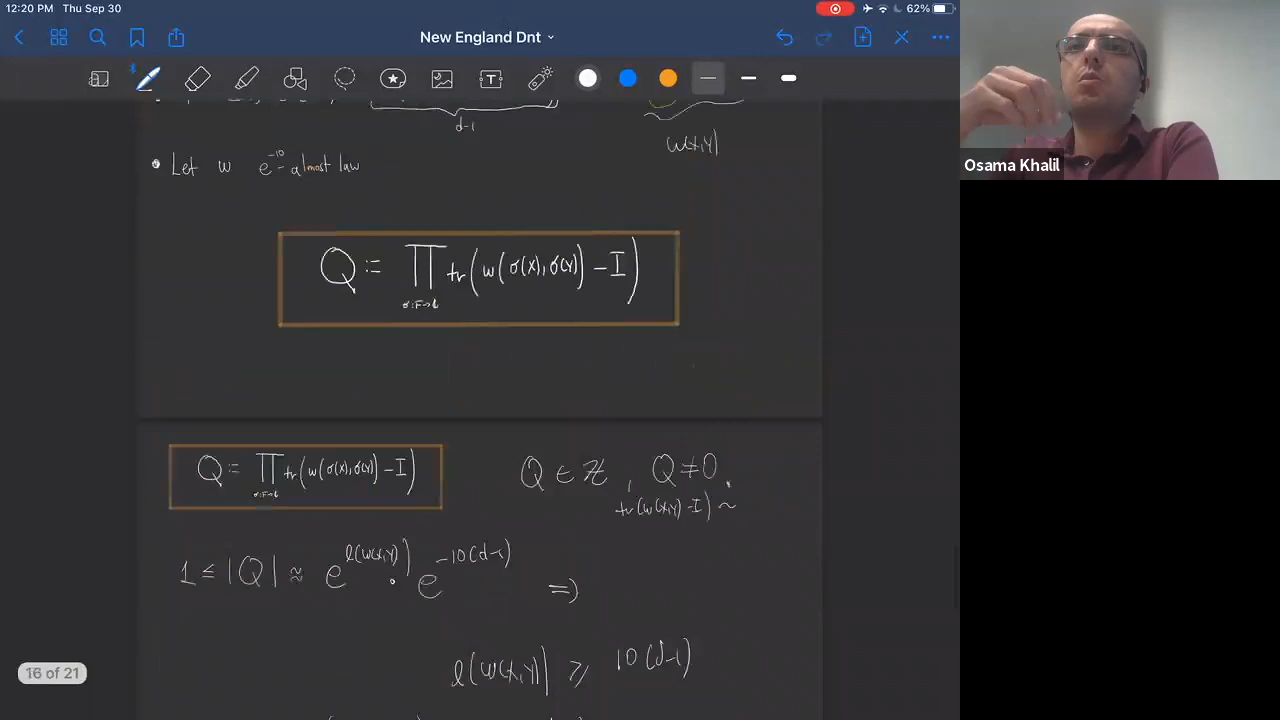 12:20 PM Thu Sep 30
62%
New England Dnt
Osama Khalil
d-1
w(x,y)
• Let w e^{-10} - almost law
Q := ∏_{σ:F→ℂ} tr(w(σ(x),σ(y)) - I)
Q := ∏_{σ:F→ℂ} tr(w(σ(x),σ(y)) - I)
Q ∈ ℤ, Q ≠ 0.
tr(w(x,y) - I) ~
1 ≤ |Q| ≈ e^{l(w(x,y))} · e^{-10(d-1)} ⇒
l(w(x,y)) ≥ 10(d-1)
16 of 21